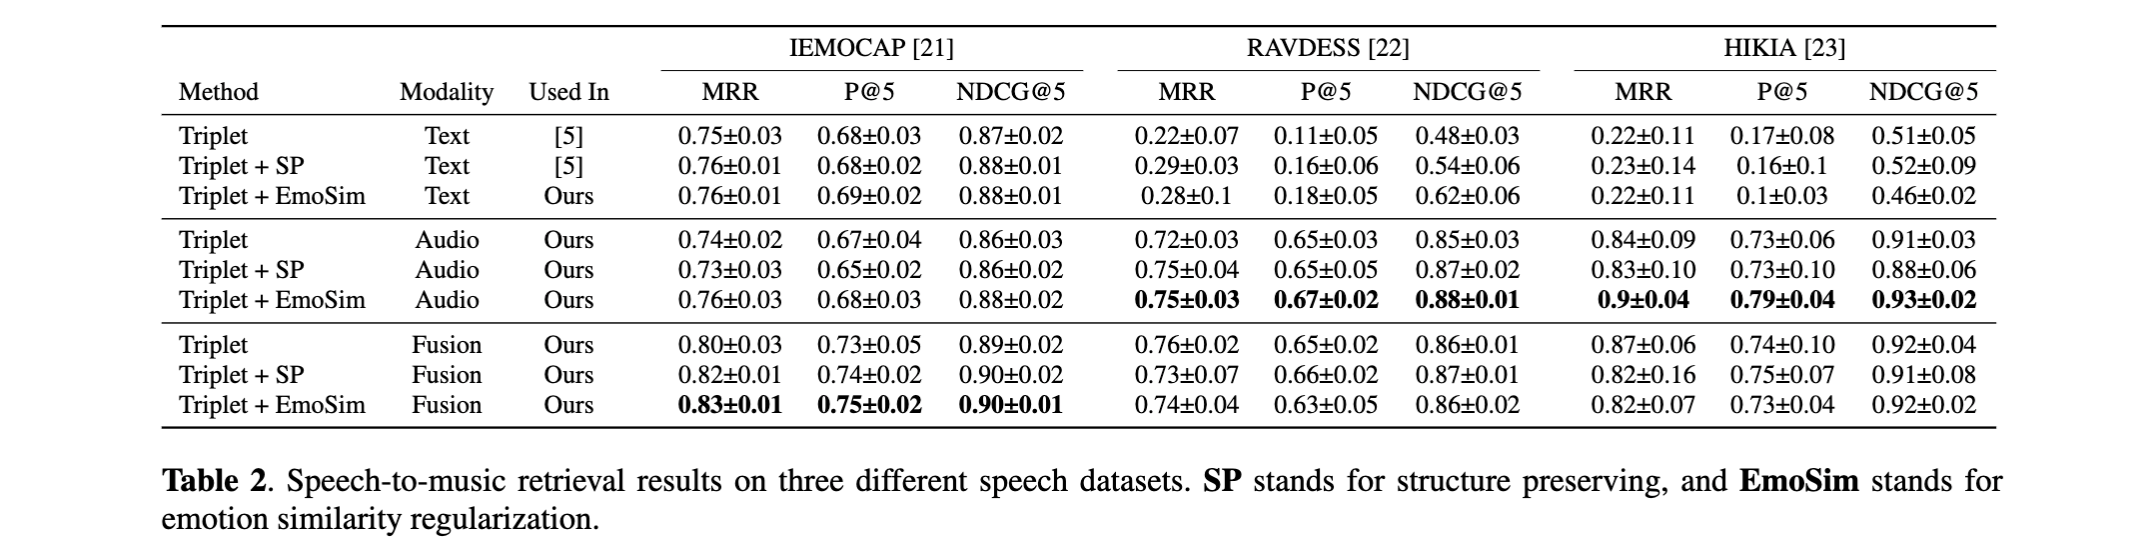 IEMOCAP [21] RAVDESS [22] HIKIA [23]
Method Modality Used In MRR P@5 NDCG@5 MRR P@5 NDCG@5 MRR P@5 NDCG@5
Triplet Text [5] 0.75±0.03 0.68±0.03 0.87±0.02 0.22±0.07 0.11±0.05 0.48±0.03 0.22±0.11 0.17±0.08 0.51±0.05
Triplet + SP Text [5] 0.76±0.01 0.68±0.02 0.88±0.01 0.29±0.03 0.16±0.06 0.54±0.06 0.23±0.14 0.16±0.1 0.52±0.09
Triplet + EmoSim Text Ours 0.76±0.01 0.69±0.02 0.88±0.01 0.28±0.1 0.18±0.05 0.62±0.06 0.22±0.11 0.1±0.03 0.46±0.02
Triplet Audio Ours 0.74±0.02 0.67±0.04 0.86±0.03 0.72±0.03 0.65±0.03 0.85±0.03 0.84±0.09 0.73±0.06 0.91±0.03
Triplet + SP Audio Ours 0.73±0.03 0.65±0.02 0.86±0.02 0.75±0.04 0.65±0.05 0.87±0.02 0.83±0.10 0.73±0.10 0.88±0.06
Triplet + EmoSim Audio Ours 0.76±0.03 0.68±0.03 0.88±0.02 0.75±0.03 0.67±0.02 0.88±0.01 0.9±0.04 0.79±0.04 0.93±0.02
Triplet Fusion Ours 0.80±0.03 0.73±0.05 0.89±0.02 0.76±0.02 0.65±0.02 0.86±0.01 0.87±0.06 0.74±0.10 0.92±0.04
Triplet + SP Fusion Ours 0.82±0.01 0.74±0.02 0.90±0.02 0.73±0.07 0.66±0.02 0.87±0.01 0.82±0.16 0.75±0.07 0.91±0.08
Triplet + EmoSim Fusion Ours 0.83±0.01 0.75±0.02 0.90±0.01 0.74±0.04 0.63±0.05 0.86±0.02 0.82±0.07 0.73±0.04 0.92±0.02
Table 2. Speech-to-music retrieval results on three different speech datasets. SP stands for structure preserving, and EmoSim stands for
emotion similarity regularization.